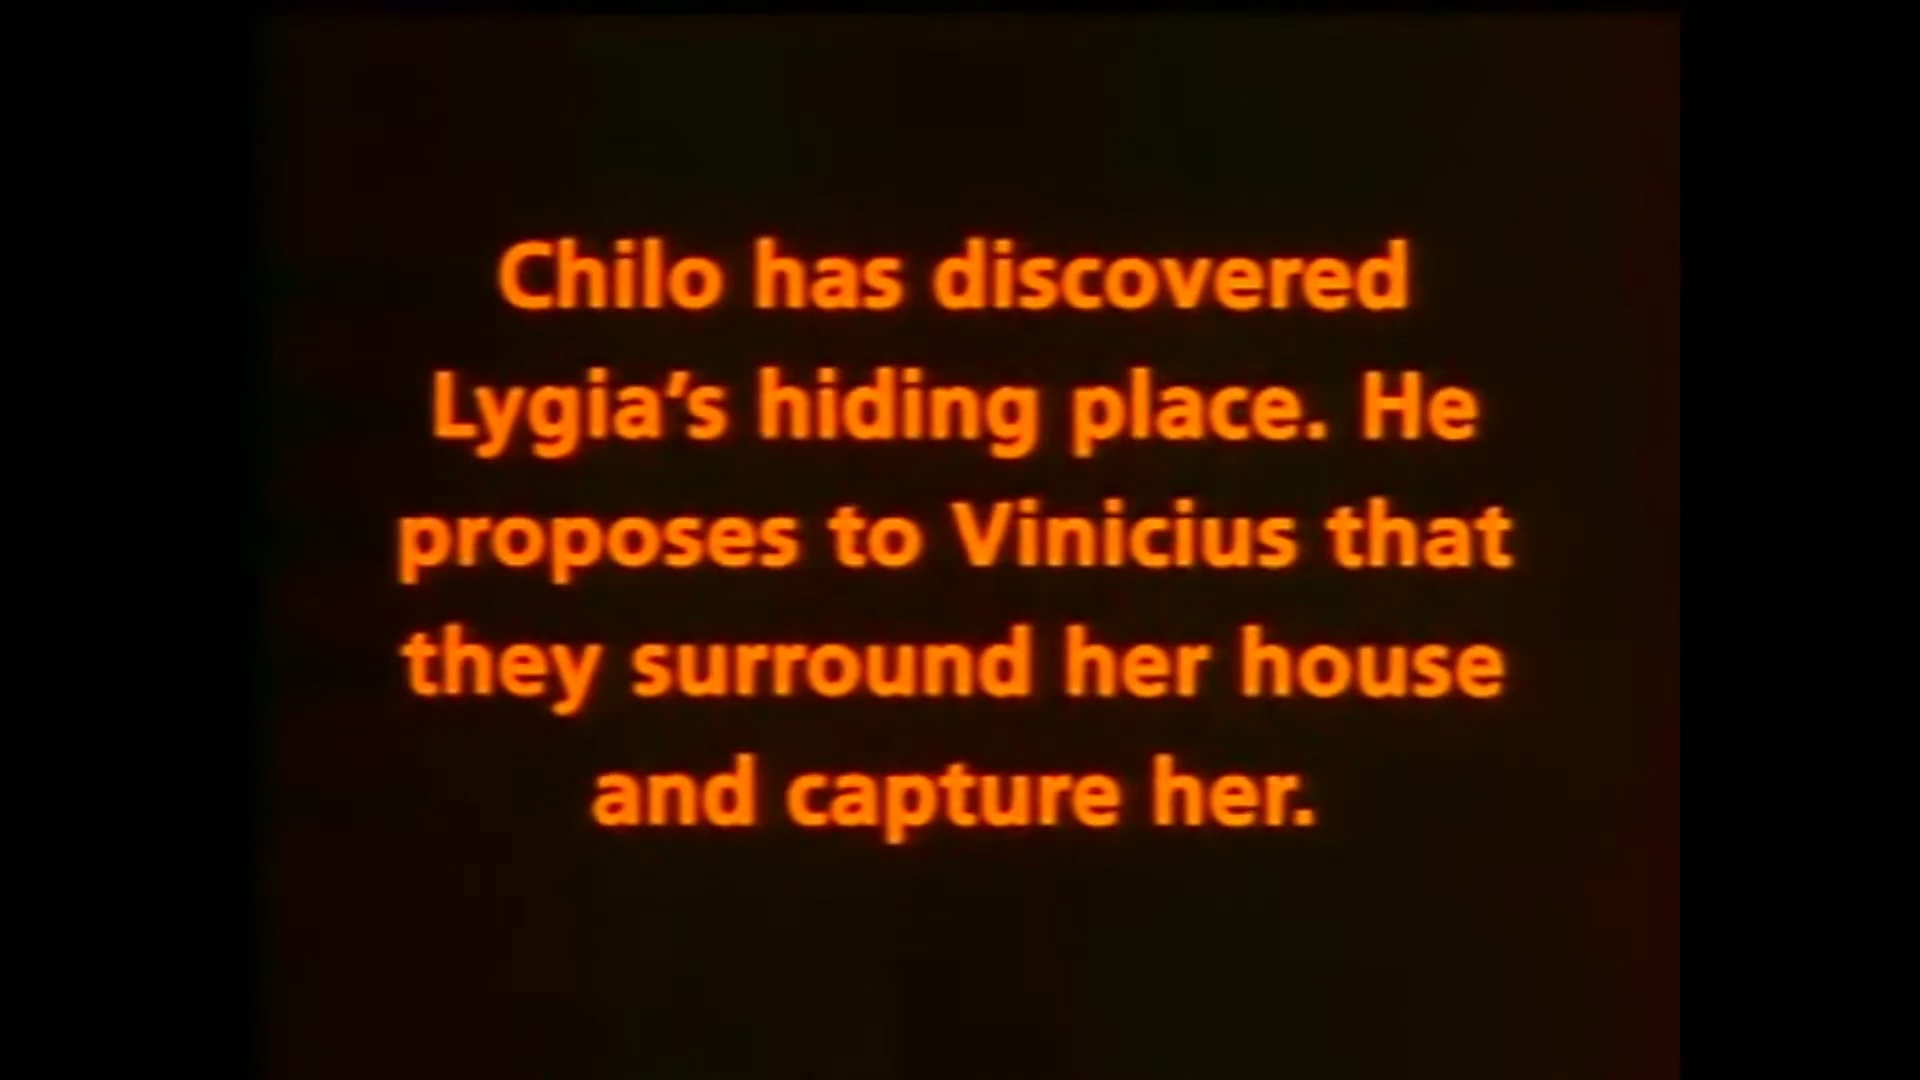 Chilo has discovered
Lygia's hiding place. He
proposes to Vinicius that
they surround her house
and capture her.